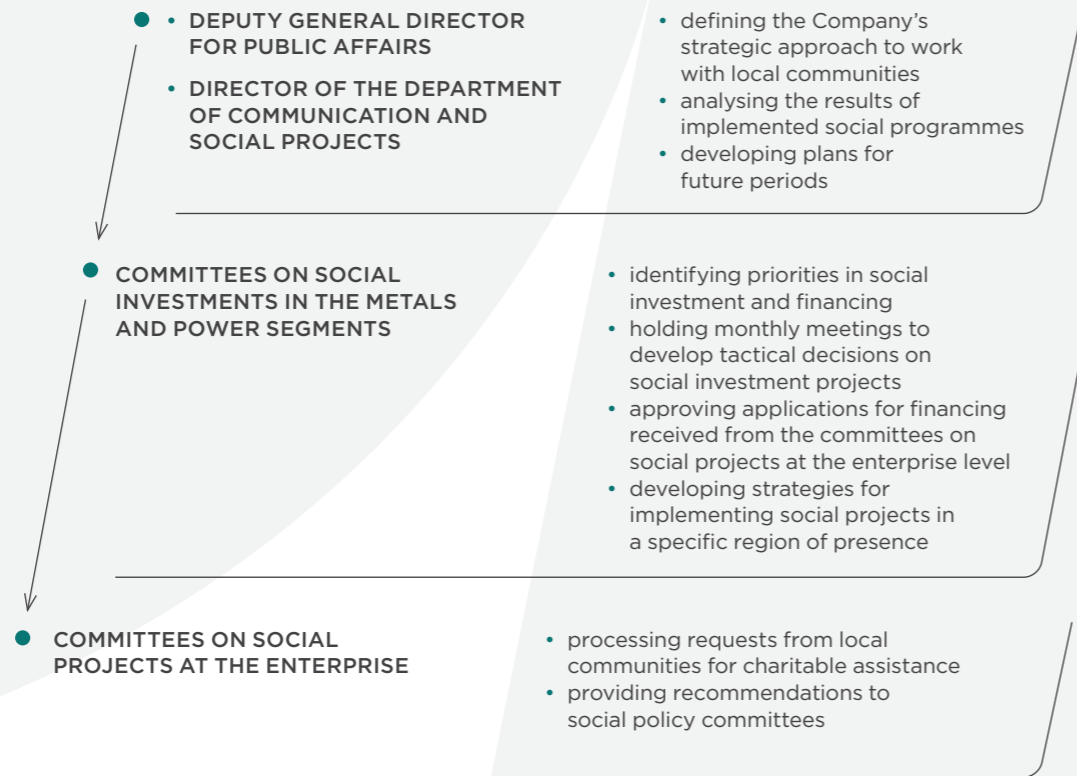 • DEPUTY GENERAL DIRECTOR
FOR PUBLIC AFFAIRS
• DIRECTOR OF THE DEPARTMENT
OF COMMUNICATION AND
SOCIAL PROJECTS
• defining the Company’s
strategic approach to work
with local communities
• analysing the results of
implemented social programmes
• developing plans for
future periods
COMMITTEES ON SOCIAL
INVESTMENTS IN THE METALS
AND POWER SEGMENTS
• identifying priorities in social
investment and financing
• holding monthly meetings to
develop tactical decisions on
social investment projects
• approving applications for financing
received from the committees on
social projects at the enterprise level
• developing strategies for
implementing social projects in
a specific region of presence
COMMITTEES ON SOCIAL
PROJECTS AT THE ENTERPRISE
• processing requests from local
communities for charitable assistance
• providing recommendations to
social policy committees